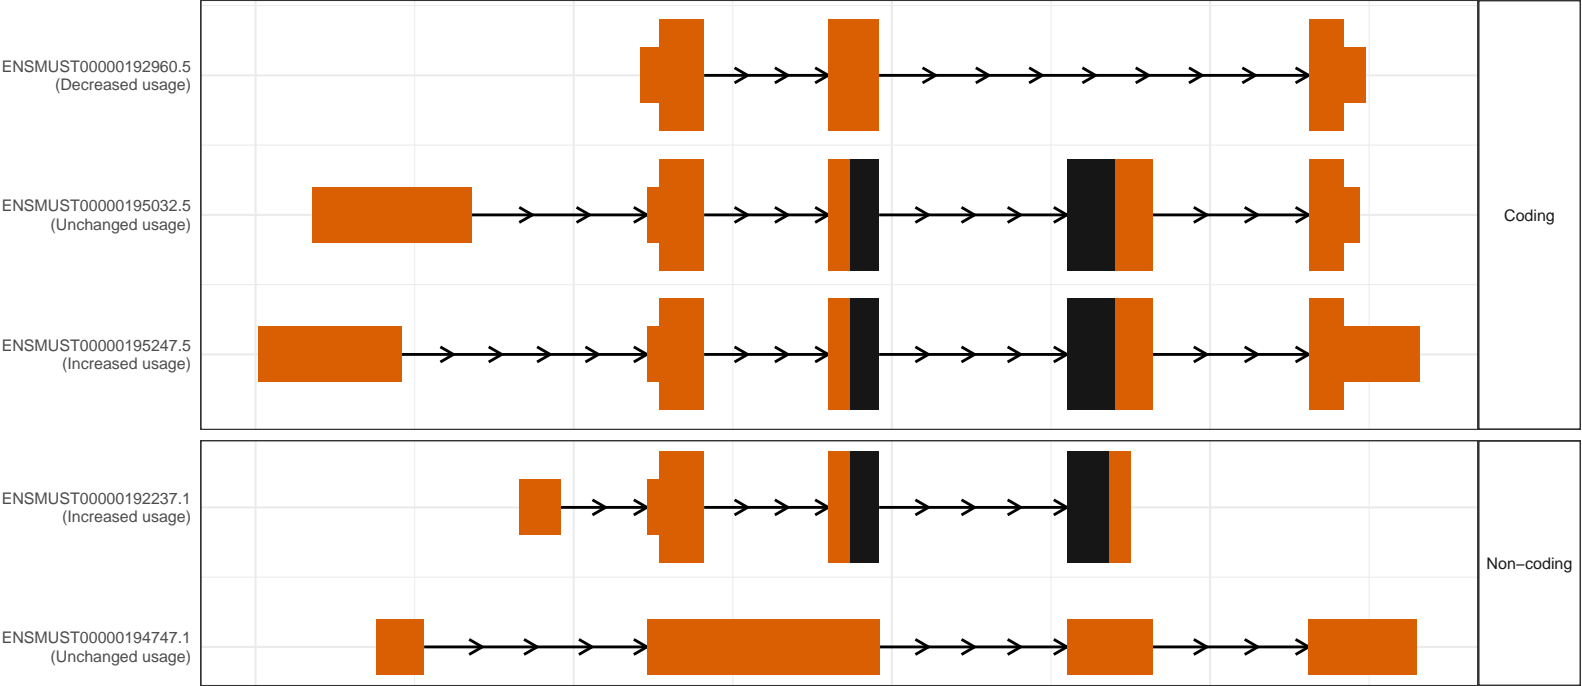 ENSMUST00000192960.5
(Decreased usage)
ENSMUST00000195032.5
(Unchanged usage)
Coding
ENSMUST00000195247.5
(Increased usage)
ENSMUST00000192237.1
(Increased usage)
Non−coding
ENSMUST00000194747.1
(Unchanged usage)